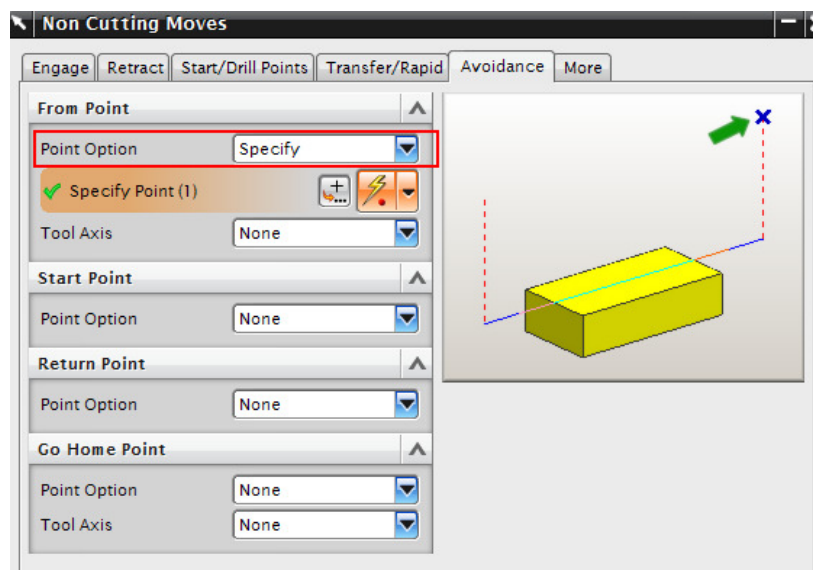 Non Cutting Moves
Engage Retract Start/Drill Points Transfer/Rapid Avoidance More
From Point
Point Option Specify
Specify Point (1)
Tool Axis None
Start Point
Point Option None
Return Point
Point Option None
Go Home Point
Point Option None
Tool Axis None